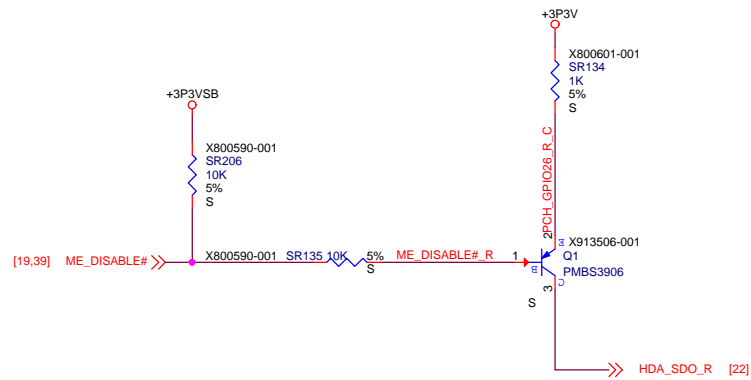 +3P3V
X800601-001
SR134
1K
5%
S
+3P3VSB
X800590-001
SR206
10K
5%
S
PCH_GPIO26_R_C
[19,39] ME_DISABLE#
X800590-001 SR135 10K 5%
S
ME_DISABLE#_R
1
2
E
B
C
3
X913506-001
Q1
PMBS3906
S
HDA_SDO_R [22]